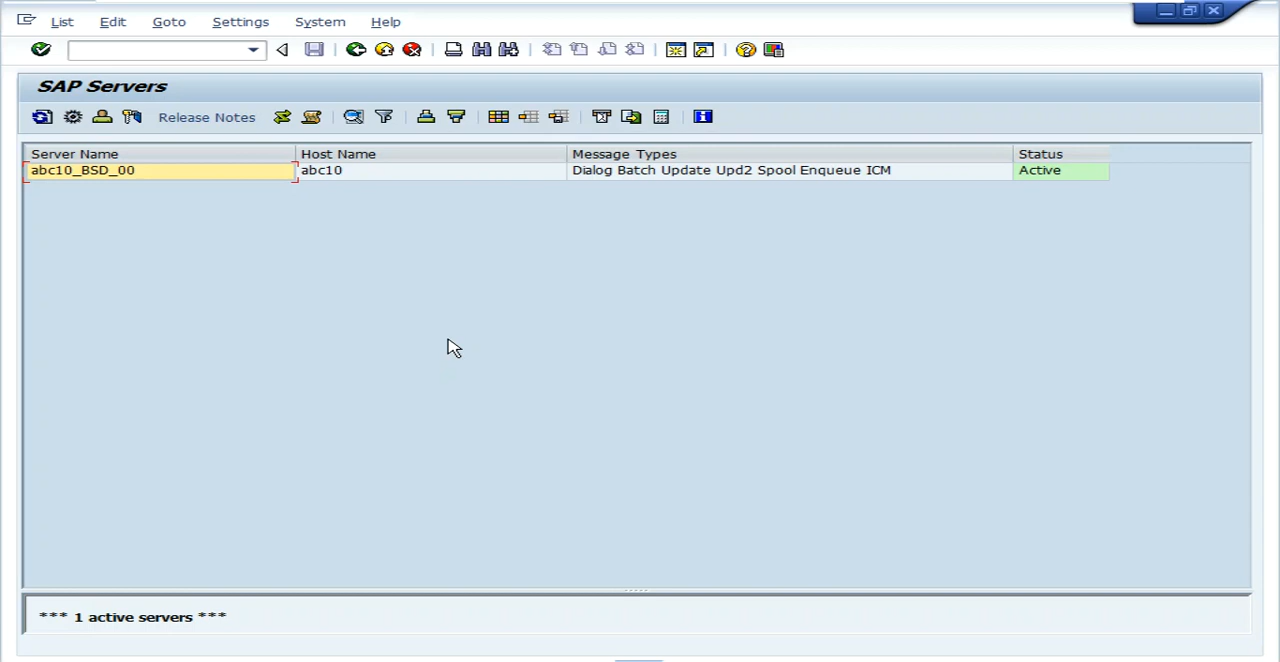 List Edit Goto Settings System Help
SAP Servers
Release Notes
Server Name Host Name Message Types Status
abc10_BSD_00 abc10 Dialog Batch Update Upd2 Spool Enqueue ICM Active
*** 1 active servers ***